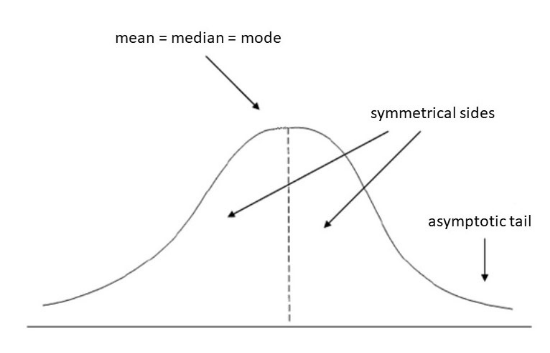 mean = median = mode
symmetrical sides
asymptotic tail